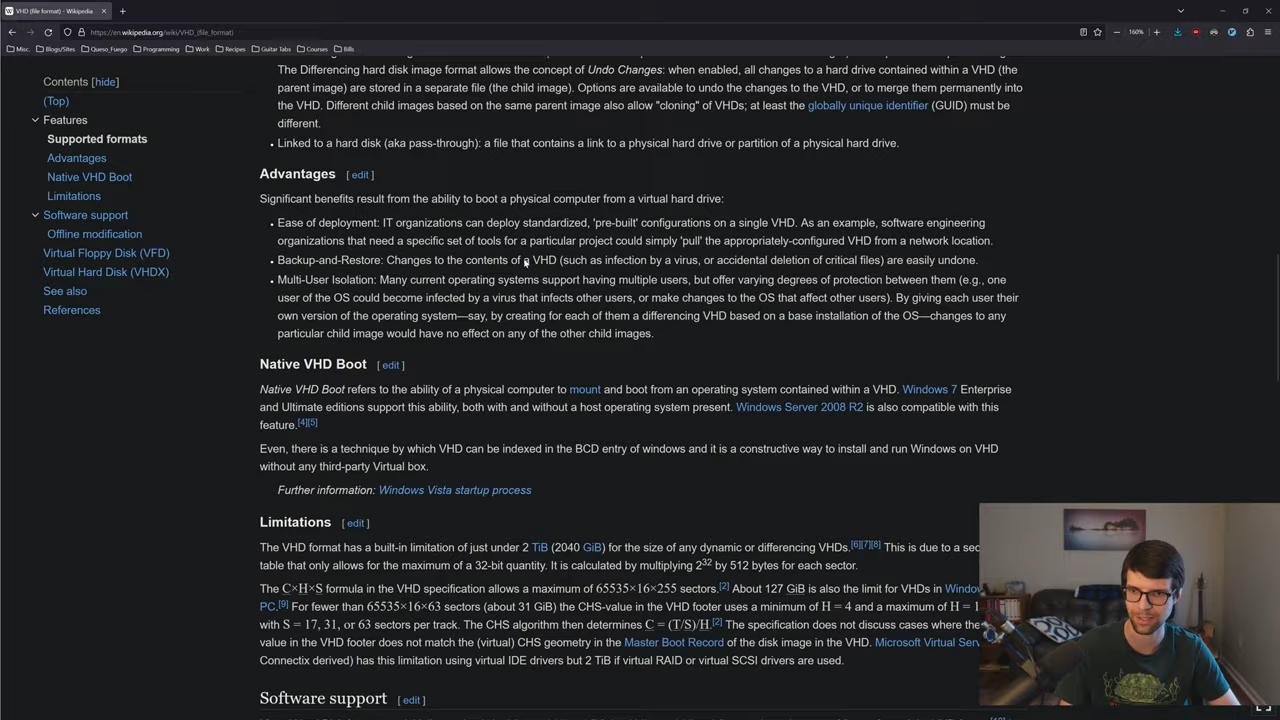 VHD (file format) - Wikipedia
https://en.wikipedia.org/wiki/VHD_(file_format)
160%
Misc. Blogs/Sites Queso_Fuego Programming Work Recipes Guitar Tabs Courses Bills
Contents [hide]
(Top)
Features
Supported formats
Advantages
Native VHD Boot
Limitations
Software support
Offline modification
Virtual Floppy Disk (VFD)
Virtual Hard Disk (VHDX)
See also
References
The Differencing hard disk image format allows the concept of Undo Changes: when enabled, all changes to a hard drive contained within a VHD (the
parent image) are stored in a separate file (the child image). Options are available to undo the changes to the VHD, or to merge them permanently into
the VHD. Different child images based on the same parent image also allow "cloning" of VHDs; at least the globally unique identifier (GUID) must be
different.
• Linked to a hard disk (aka pass-through): a file that contains a link to a physical hard drive or partition of a physical hard drive.
Advantages [ edit ]
Significant benefits result from the ability to boot a physical computer from a virtual hard drive:
• Ease of deployment: IT organizations can deploy standardized, 'pre-built' configurations on a single VHD. As an example, software engineering
organizations that need a specific set of tools for a particular project could simply 'pull' the appropriately-configured VHD from a network location.
• Backup-and-Restore: Changes to the contents of a VHD (such as infection by a virus, or accidental deletion of critical files) are easily undone.
• Multi-User Isolation: Many current operating systems support having multiple users, but offer varying degrees of protection between them (e.g., one
user of the OS could become infected by a virus that infects other users, or make changes to the OS that affect other users). By giving each user their
own version of the operating system—say, by creating for each of them a differencing VHD based on a base installation of the OS—changes to any
particular child image would have no effect on any of the other child images.
Native VHD Boot [ edit ]
Native VHD Boot refers to the ability of a physical computer to mount and boot from an operating system contained within a VHD. Windows 7 Enterprise
and Ultimate editions support this ability, both with and without a host operating system present. Windows Server 2008 R2 is also compatible with this
feature.[4][5]
Even, there is a technique by which VHD can be indexed in the BCD entry of windows and it is a constructive way to install and run Windows on VHD
without any third-party Virtual box.
Further information: Windows Vista startup process
Limitations [ edit ]
The VHD format has a built-in limitation of just under 2 TiB (2040 GiB) for the size of any dynamic or differencing VHDs.[6][7][8] This is due to a sec
table that only allows for the maximum of a 32-bit quantity. It is calculated by multiplying 2^32 by 512 bytes for each sector.
The C×H×S formula in the VHD specification allows a maximum of 65535×16×255 sectors.[2] About 127 GiB is also the limit for VHDs in Windo
PC.[9] For fewer than 65535×16×63 sectors (about 31 GiB) the CHS-value in the VHD footer uses a minimum of H = 4 and a maximum of H = 1
with S = 17, 31, or 63 sectors per track. The CHS algorithm then determines C = (T/S)/H.[2] The specification does not discuss cases where the
value in the VHD footer does not match the (virtual) CHS geometry in the Master Boot Record of the disk image in the VHD. Microsoft Virtual Serv
Connectix derived) has this limitation using virtual IDE drivers but 2 TiB if virtual RAID or virtual SCSI drivers are used.
Software support [ edit ]